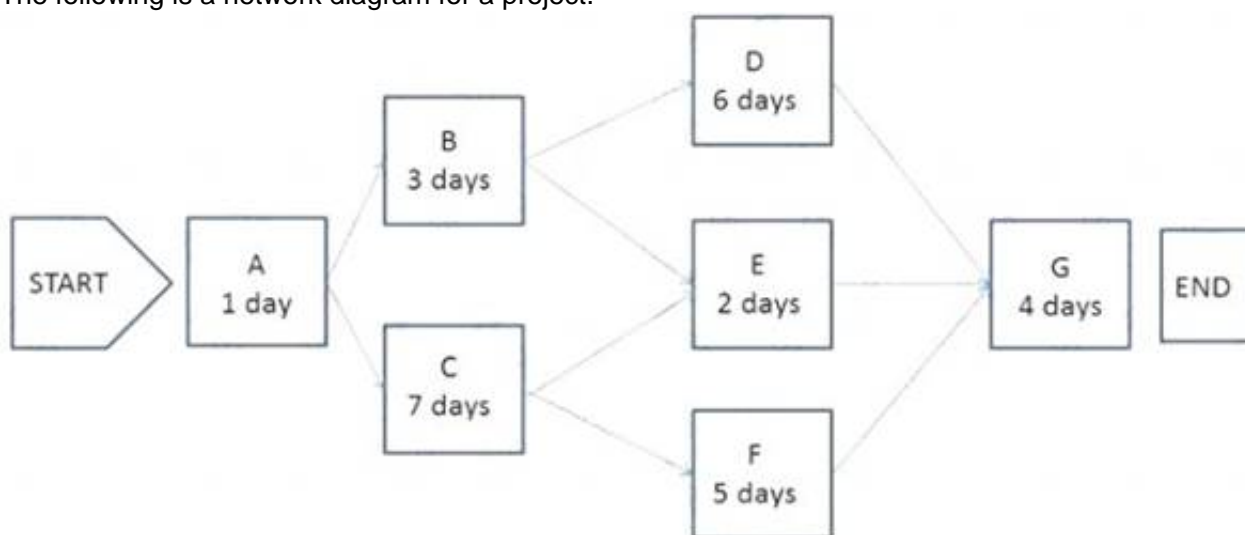 The following is a network diagram for a project.
D
6 days
B
3 days
START
A
1 day
E
2 days
G
4 days
END
C
7 days
F
5 days